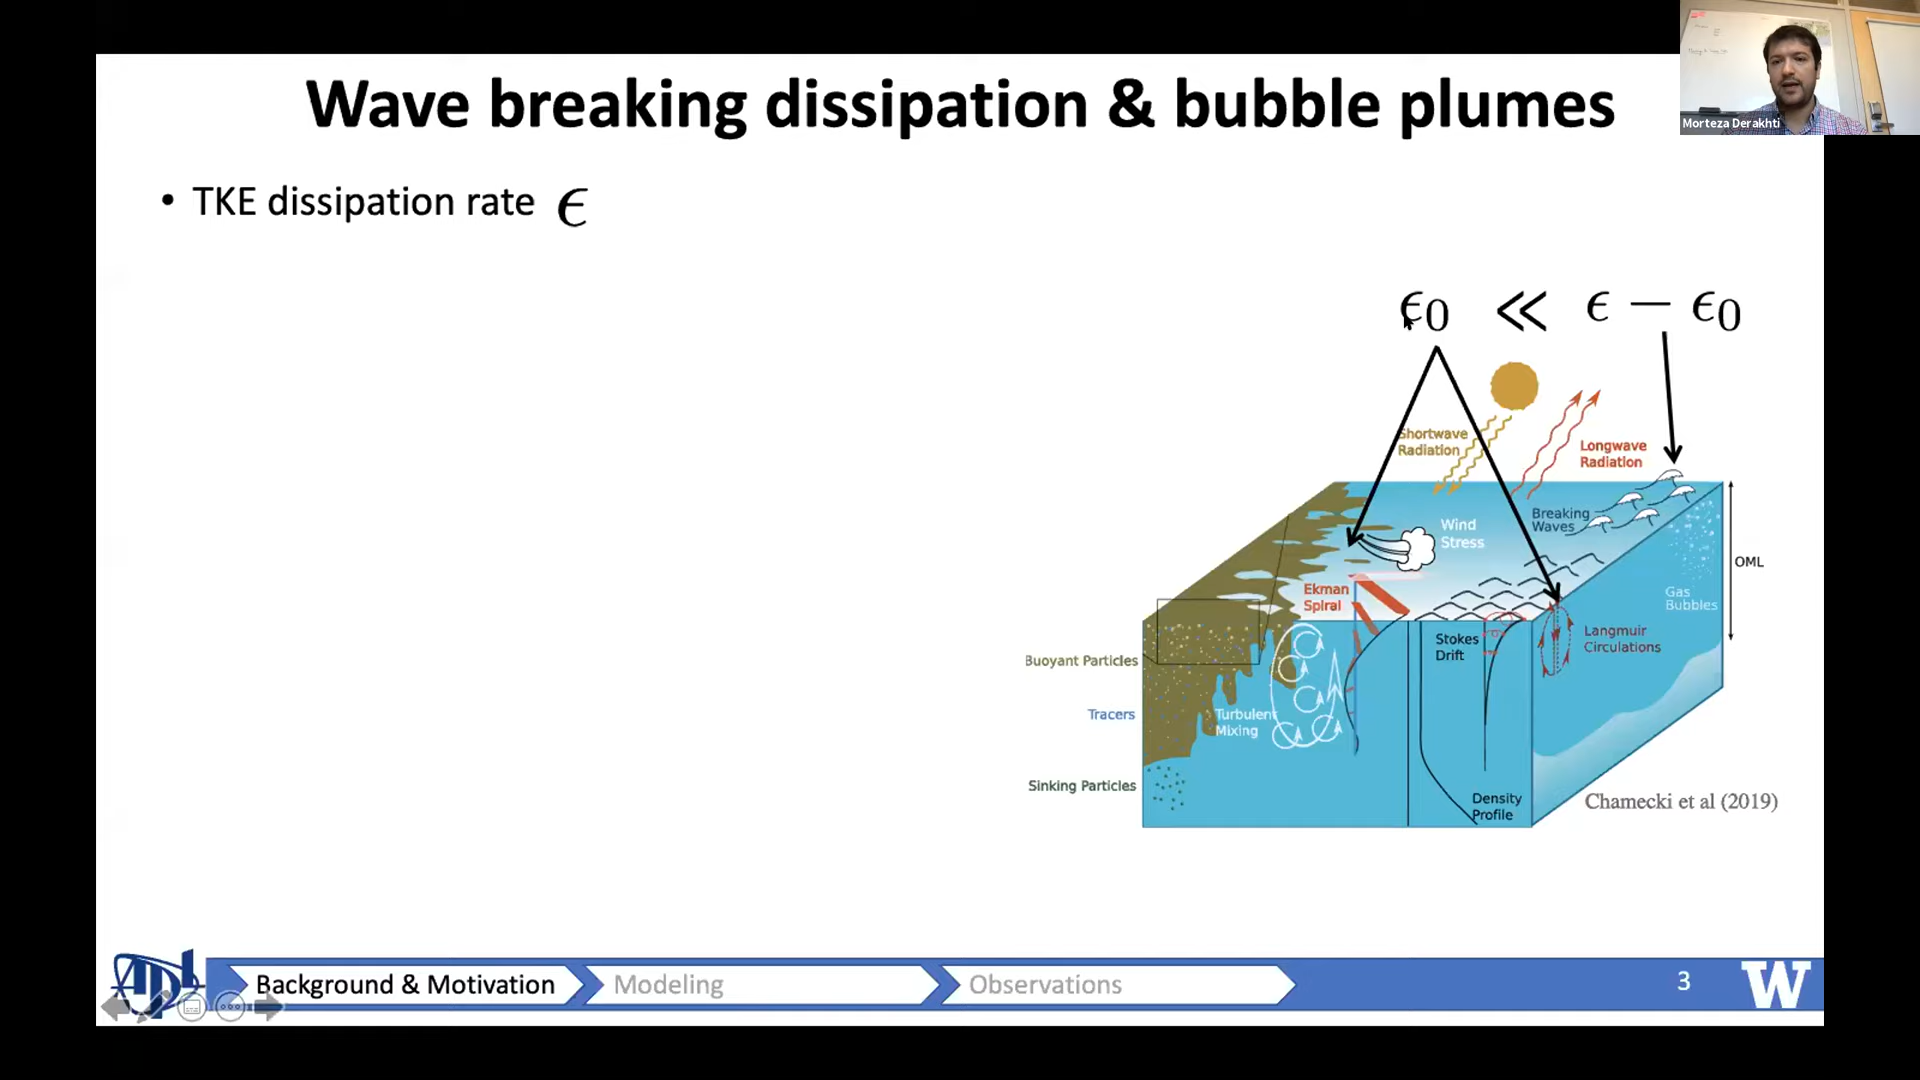 Wave breaking dissipation & bubble plumes
Morteza Derakhti
• TKE dissipation rate ϵ
ϵ0 ≪ ϵ − ϵ0
Shortwave
Radiation
Longwave
Radiation
Breaking
Waves
Wind
Stress
OML
Ekman
Spiral
Gas
Bubbles
Stokes
Drift
Langmuir
Circulations
Buoyant Particles
Tracers
Turbulent
Mixing
Sinking Particles
Density
Profile
Chamecki et al (2019)
APL
Background & Motivation
Modeling
Observations
3
W